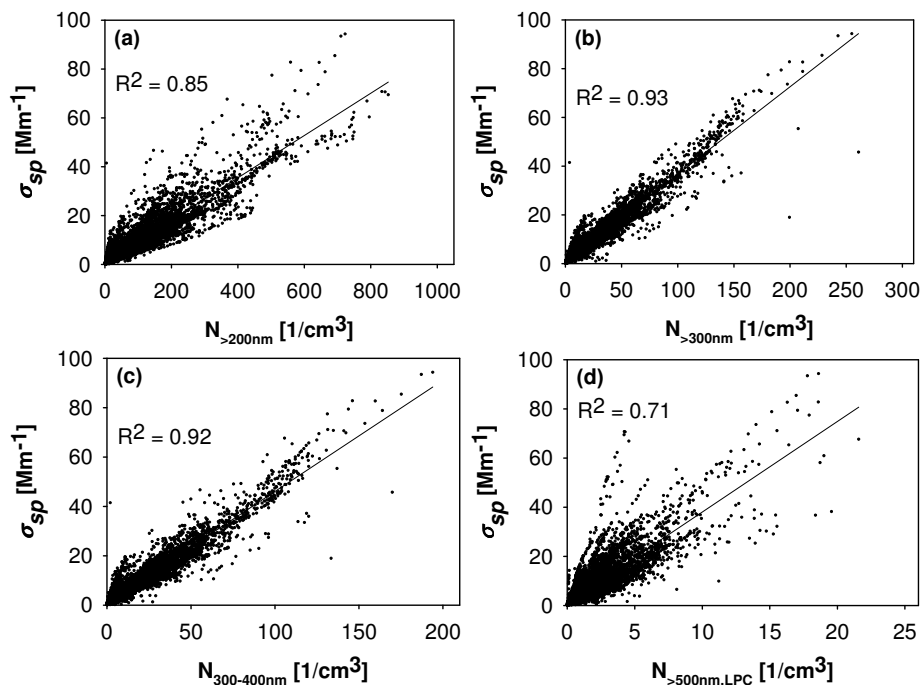 (a)
R² = 0.85
σsp [Mm⁻¹]
100
80
60
40
20
0
0 200 400 600 800 1000
N>200nm [1/cm³]
(b)
R² = 0.93
σsp [Mm⁻¹]
100
80
60
40
20
0
0 50 100 150 200 250 300
N>300nm [1/cm³]
(c)
R² = 0.92
σsp [Mm⁻¹]
100
80
60
40
20
0
0 50 100 150 200
N300-400nm [1/cm³]
(d)
R² = 0.71
σsp [Mm⁻¹]
100
80
60
40
20
0
0 5 10 15 20 25
N>500nm,LPC [1/cm³]